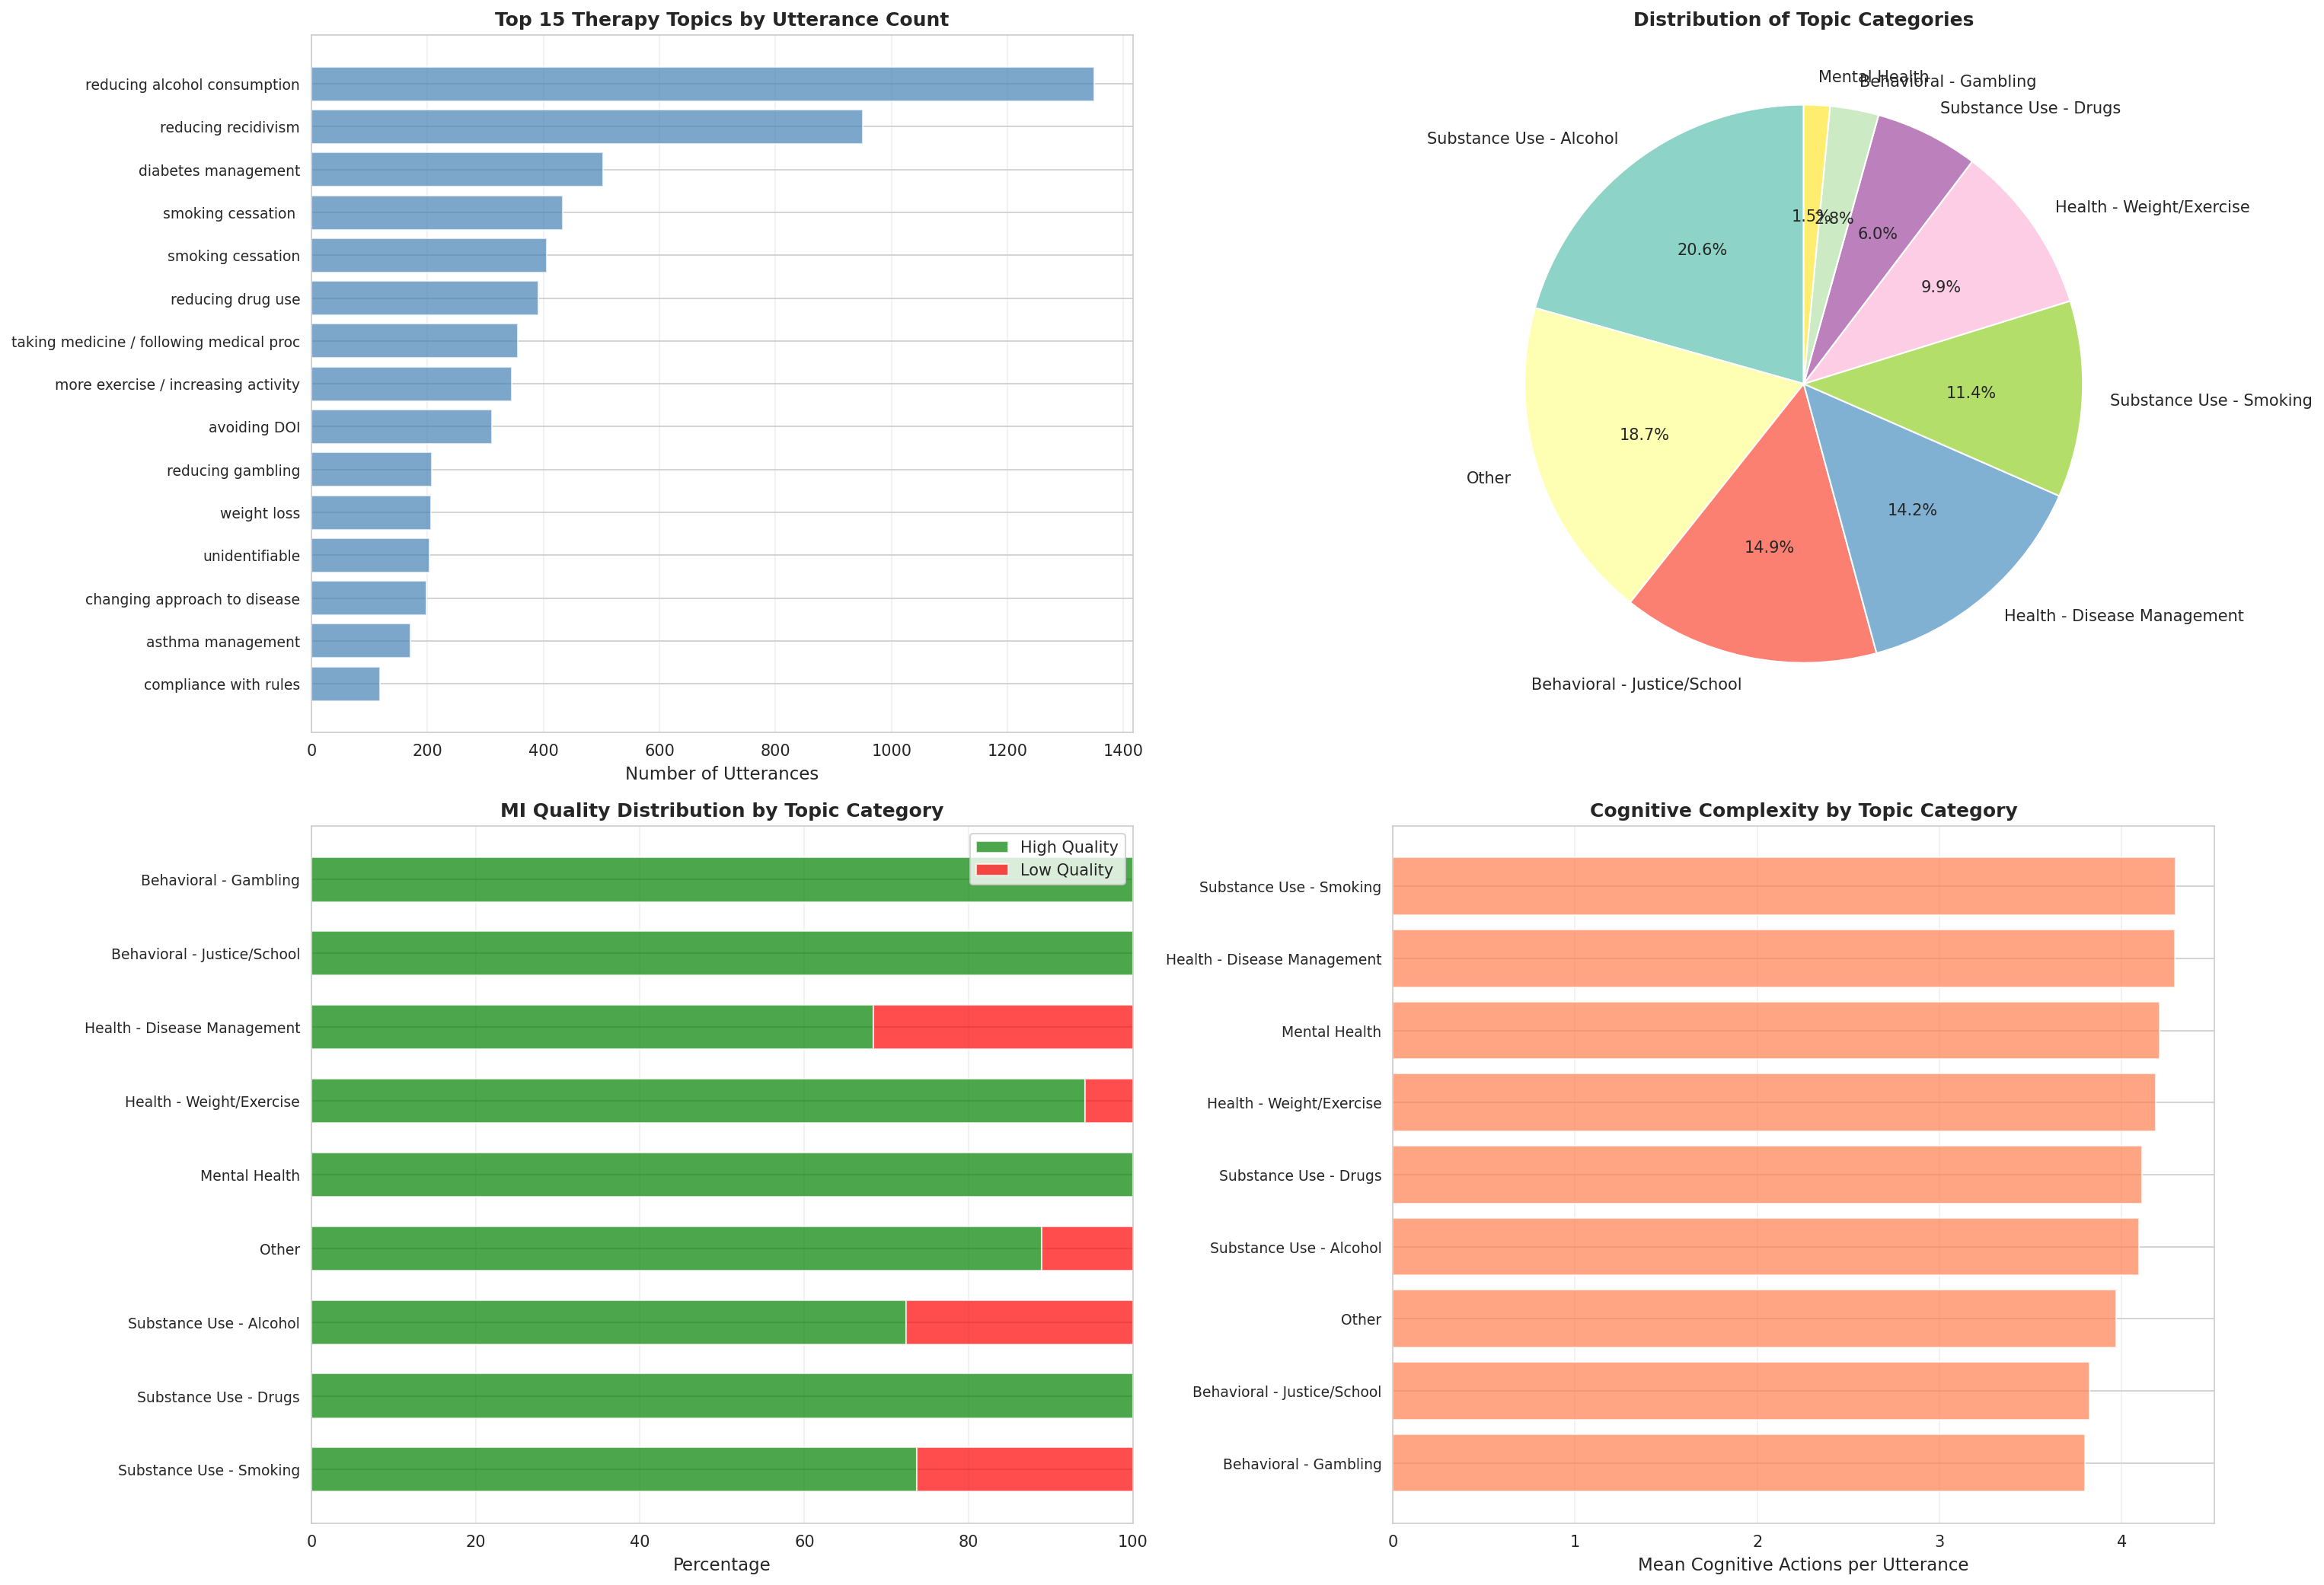 Top 15 Therapy Topics by Utterance Count
reducing alcohol consumption
reducing recidivism
diabetes management
smoking cessation
smoking cessation
reducing drug use
taking medicine / following medical proc
more exercise / increasing activity
avoiding DOI
reducing gambling
weight loss
unidentifiable
changing approach to disease
asthma management
compliance with rules
0 200 400 600 800 1000 1200 1400
Number of Utterances
Distribution of Topic Categories
Mental Health
Behavioral - Gambling
Substance Use - Drugs
Substance Use - Alcohol
Health - Weight/Exercise
1.5%
2.8%
6.0%
20.6%
9.9%
11.4%
Substance Use - Smoking
18.7%
Other
14.2%
14.9%
Health - Disease Management
Behavioral - Justice/School
MI Quality Distribution by Topic Category
High Quality
Low Quality
Behavioral - Gambling
Behavioral - Justice/School
Health - Disease Management
Health - Weight/Exercise
Mental Health
Other
Substance Use - Alcohol
Substance Use - Drugs
Substance Use - Smoking
0 20 40 60 80 100
Percentage
Cognitive Complexity by Topic Category
Substance Use - Smoking
Health - Disease Management
Mental Health
Health - Weight/Exercise
Substance Use - Drugs
Substance Use - Alcohol
Other
Behavioral - Justice/School
Behavioral - Gambling
0 1 2 3 4
Mean Cognitive Actions per Utterance